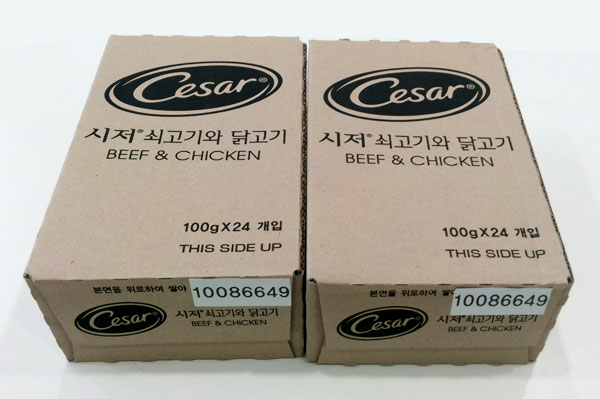 Cesar®
시저® 쇠고기와 닭고기
BEEF & CHICKEN
100gX24 개입
THIS SIDE UP
본면을 위로하여 쌓아
10086649
Cesar®
시저® 쇠고기와 닭고기
BEEF & CHICKEN
Cesar®
시저® 쇠고기와 닭고기
BEEF & CHICKEN
100gX24 개입
THIS SIDE UP
본면을 위로하여 쌓아
10086649
Cesar®
시저® 쇠고기와 닭고기
BEEF & CHICKEN